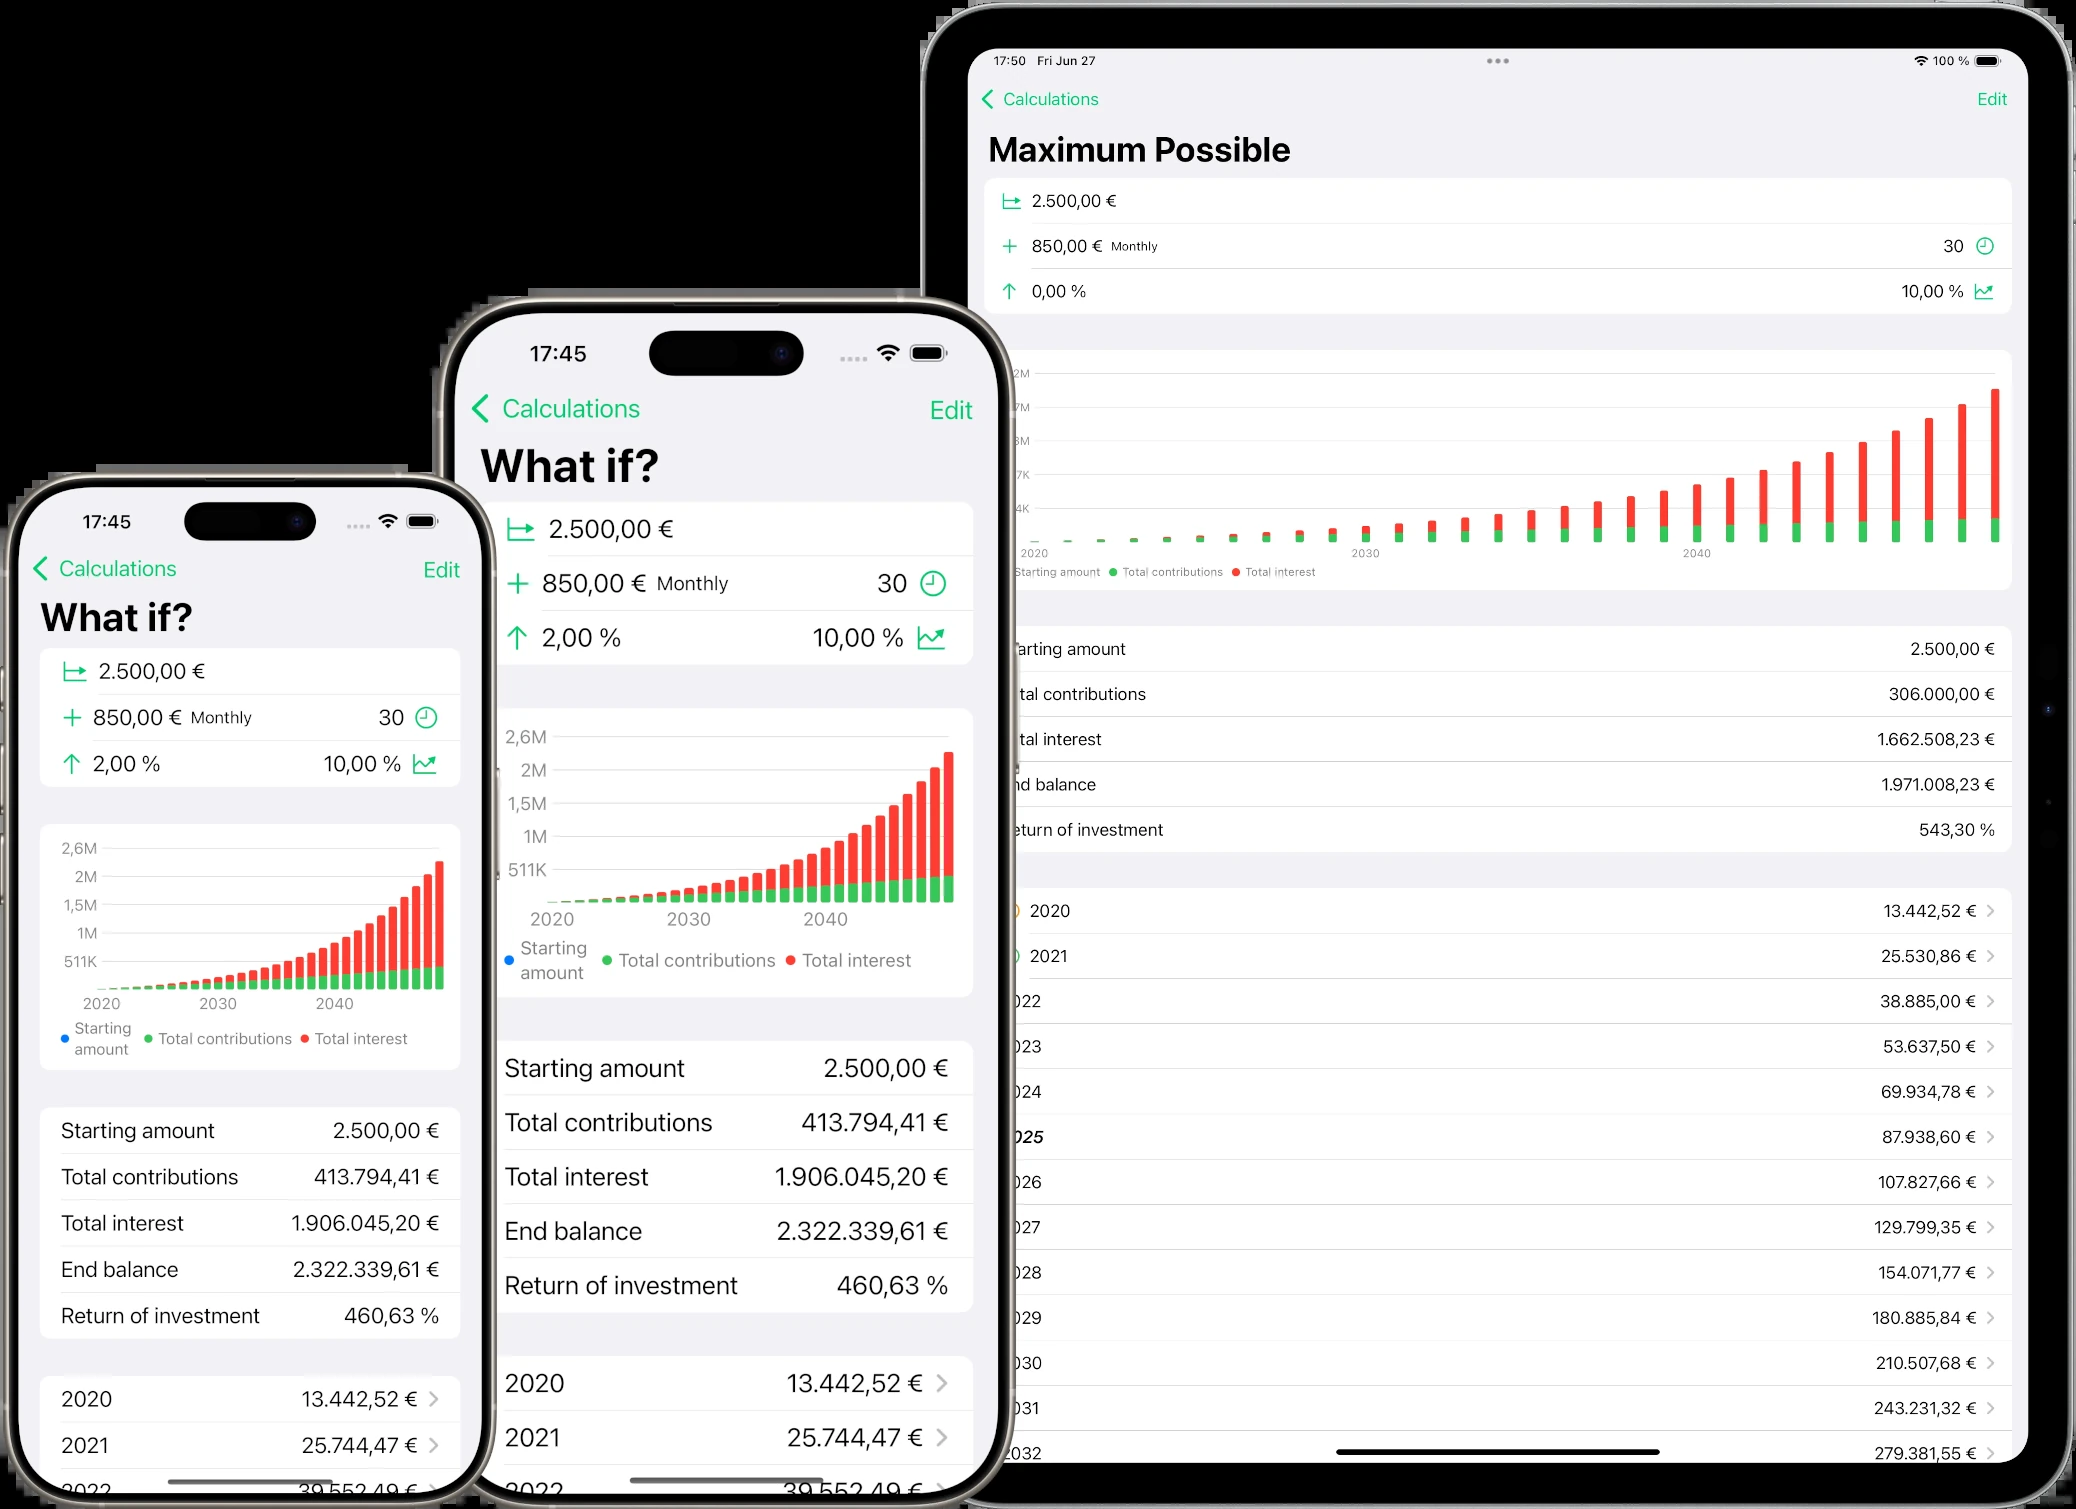 17:45
Calculations
Edit
What if?
2.500,00 €
850,00 € Monthly
30
2,00 %
10,00 %
2,6M
2M
1,5M
1M
511K
2020 2030 2040
Starting amount
Total contributions
Total interest
Starting amount 2.500,00 €
Total contributions 413.794,41 €
Total interest 1.906.045,20 €
End balance 2.322.339,61 €
Return of investment 460,63 %
2020 13.442,52 €
2021 25.744,47 €
2022 39.552,49 €
17:45
Calculations
Edit
What if?
2.500,00 €
850,00 € Monthly
30
2,00 %
10,00 %
2,6M
2M
1,5M
1M
511K
2020 2030 2040
Starting amount
Total contributions
Total interest
Starting amount 2.500,00 €
Total contributions 413.794,41 €
Total interest 1.906.045,20 €
End balance 2.322.339,61 €
Return of investment 460,63 %
2020 13.442,52 €
2021 25.744,47 €
2022 39.552,49 €
17:50 Fri Jun 27
100 %
Calculations
Edit
Maximum Possible
2.500,00 €
850,00 € Monthly
30
0,00 %
10,00 %
2M
7M
3M
7K
4K
2020 2030 2040
Starting amount Total contributions Total interest
arting amount 2.500,00 €
tal contributions 306.000,00 €
tal interest 1.662.508,23 €
nd balance 1.971.008,23 €
eturn of investment 543,30 %
2020 13.442,52 €
2021 25.530,86 €
022 38.885,00 €
023 53.637,50 €
024 69.934,78 €
025 87.938,60 €
026 107.827,66 €
027 129.799,35 €
028 154.071,77 €
029 180.885,84 €
030 210.507,68 €
031 243.231,32 €
2032 279.381,55 €